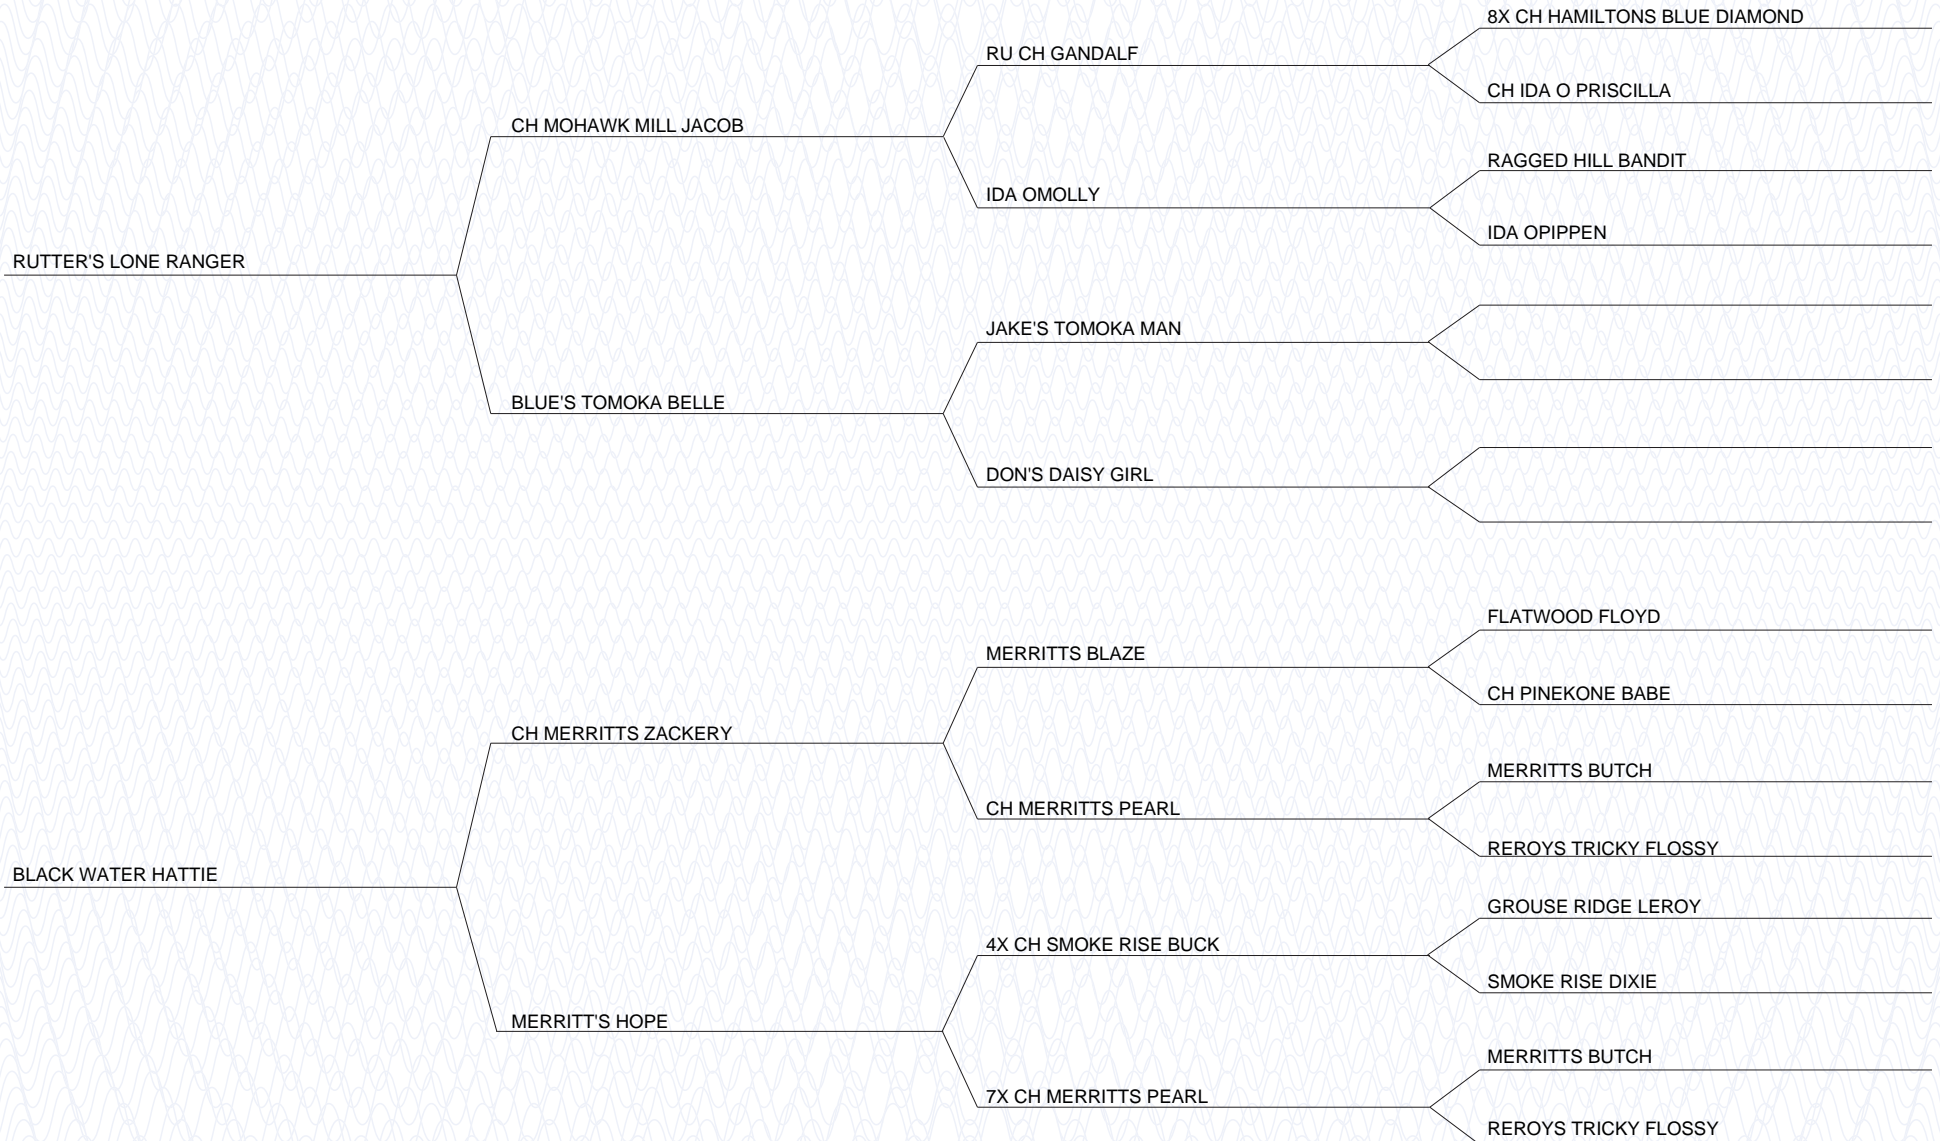 8X CH HAMILTONS BLUE DIAMOND
RU CH GANDALF
CH IDA O PRISCILLA
CH MOHAWK MILL JACOB
RAGGED HILL BANDIT
IDA OMOLLY
IDA OPIPPEN
RUTTER'S LONE RANGER
JAKE'S TOMOKA MAN
BLUE'S TOMOKA BELLE
DON'S DAISY GIRL
FLATWOOD FLOYD
MERRITTS BLAZE
CH PINEKONE BABE
CH MERRITTS ZACKERY
MERRITTS BUTCH
CH MERRITTS PEARL
REROYS TRICKY FLOSSY
BLACK WATER HATTIE
GROUSE RIDGE LEROY
4X CH SMOKE RISE BUCK
SMOKE RISE DIXIE
MERRITT'S HOPE
MERRITTS BUTCH
7X CH MERRITTS PEARL
REROYS TRICKY FLOSSY